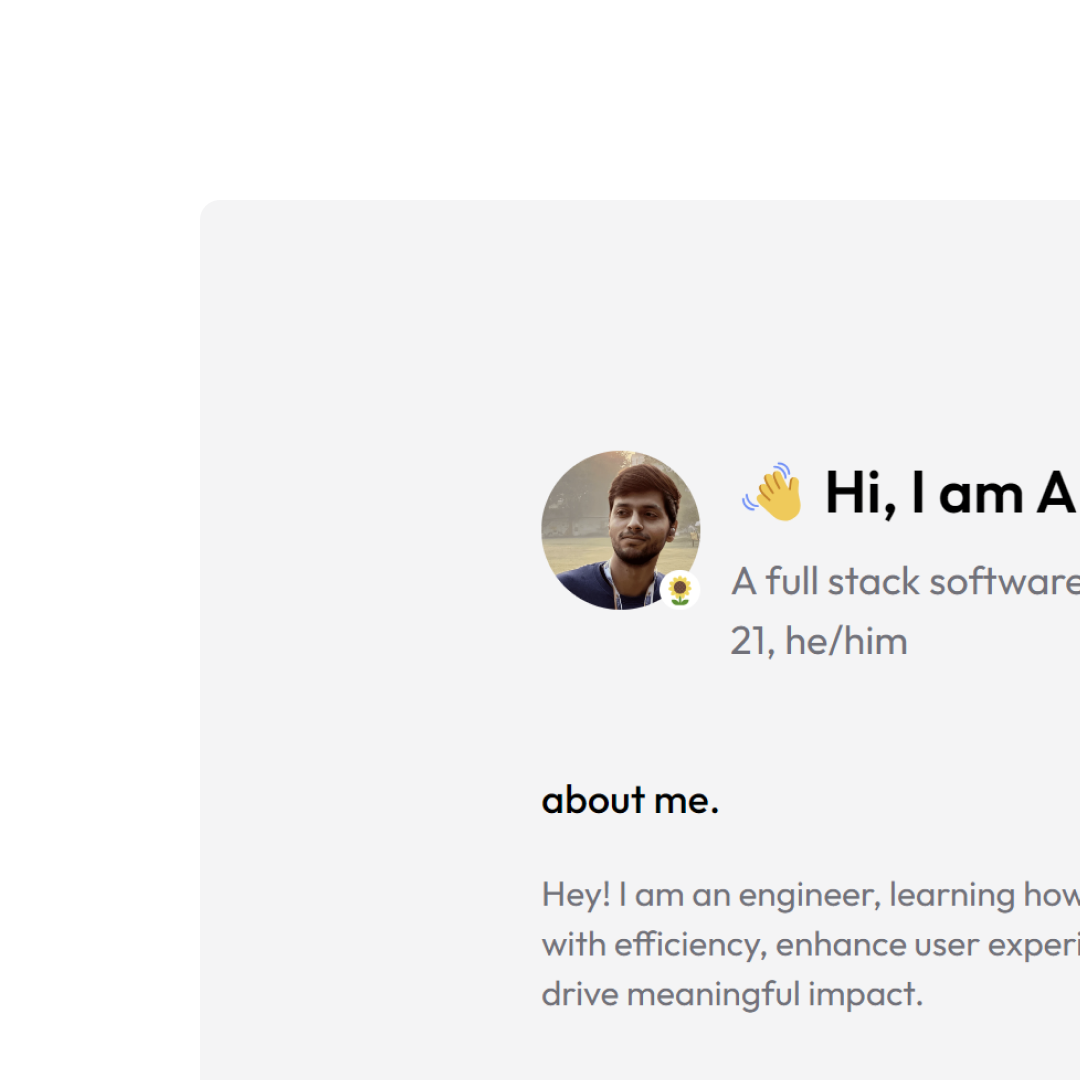 Hi, I am A
A full stack software
21, he/him
about me.
Hey! I am an engineer, learning how
with efficiency, enhance user experi
drive meaningful impact.